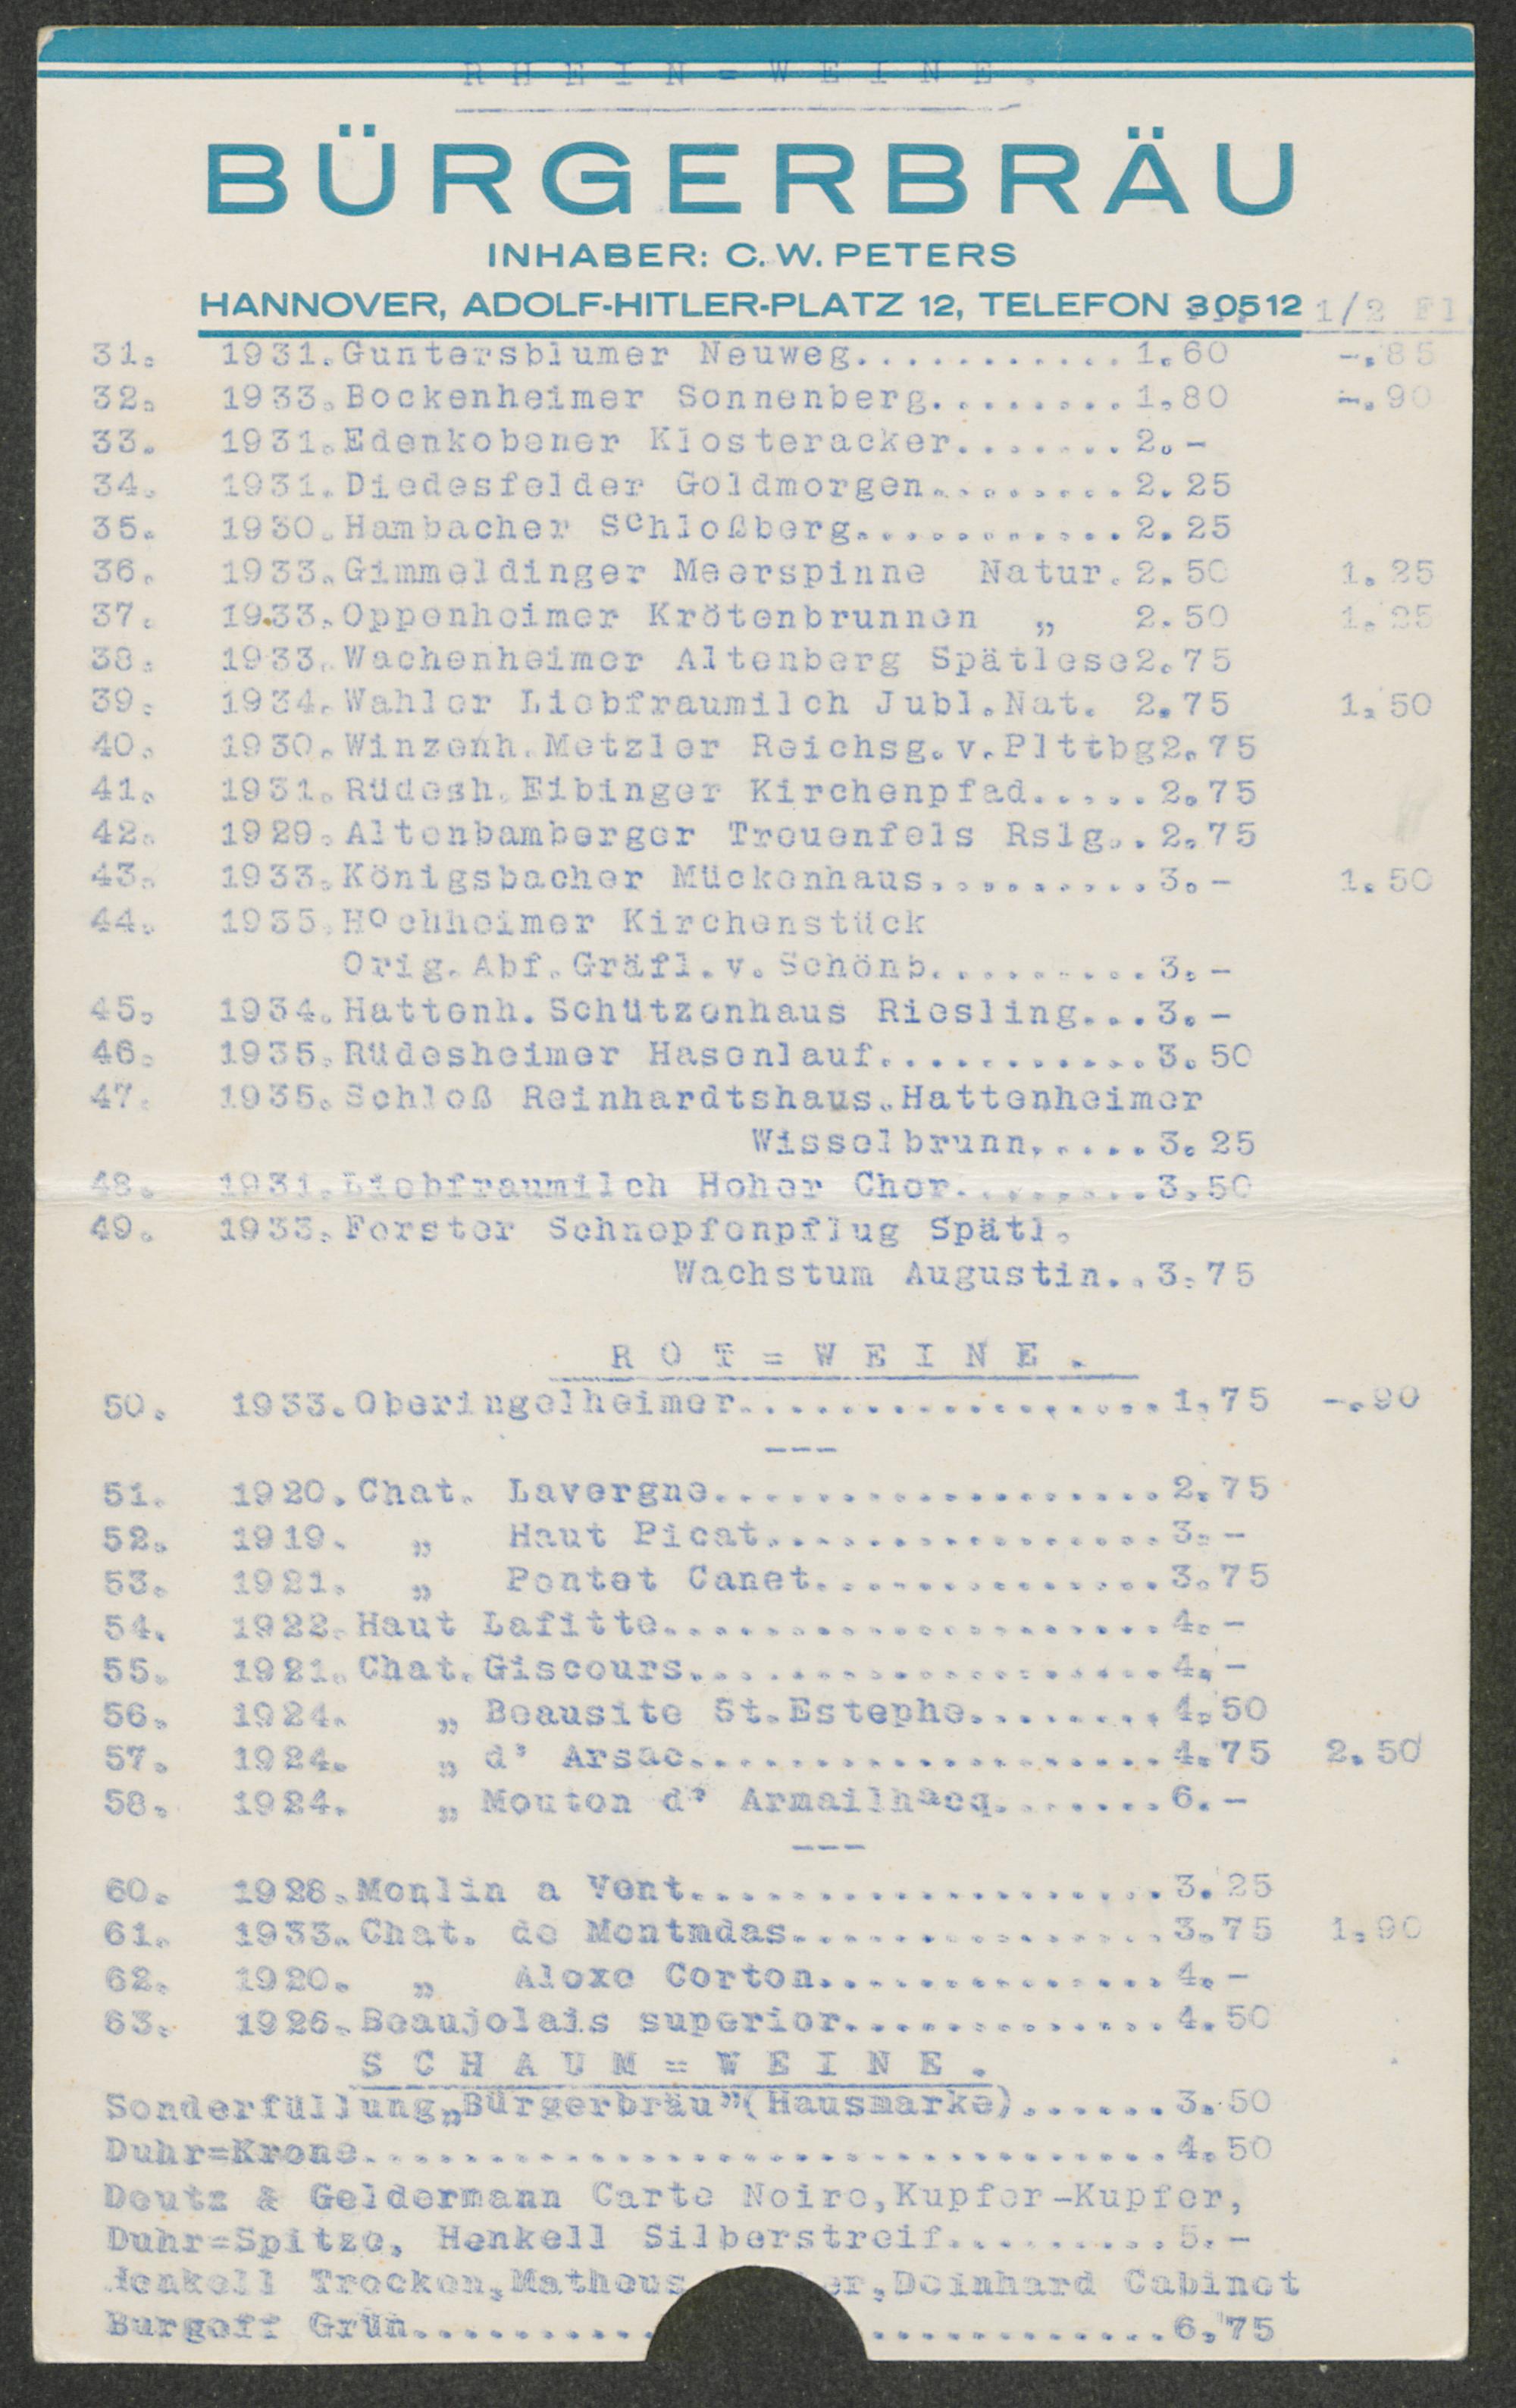 RHEIN=WEINE.
BÜRGERBRÄU
INHABER: C. W. PETERS
HANNOVER, ADOLF-HITLER-PLATZ 12, TELEFON 30512 1/2 Fl
31. 1931.Guntersblumer Neuweg...........1.60 -.85
32. 1933.Bockenheimer Sonnenberg........1.80 -.90
33. 1931.Edenkobener Klosteracker.......2.-
34. 1931.Diedesfelder Goldmorgen........2.25
35. 1930.Hambacher Schloßberg...........2.25
36. 1933.Gimmeldinger Meerspinne Natur.2.50 1.25
37. 1933.Oppenheimer Krötenbrunnen „ 2.50 1.25
38. 1933.Wachenheimer Altenberg Spätlese2.75
39. 1934.Wahler Liebfraumilch Jubl.Nat. 2.75 1.50
40. 1930.Winzenh.Metzler Reichsg.v.Plttbg2.75
41. 1931.Rüdesh.Eibinger Kirchenpfad.....2.75
42. 1929.Altenbamberger Treuenfels Rslg..2.75
43. 1933.Königsbacher Mückenhaus.........3.- 1.50
44. 1935.Hochheimer Kirchenstück
Orig.Abf.Gräfl.v.Schönb.........3.-
45. 1934.Hattenh.Schützenhaus Riesling...3.-
46. 1935.Rüdesheimer Hasenlauf...........3.50
47. 1935.Schloß Reinhardtshaus.Hattenheimer
Wisselbrunn.....3.25
48. 1931.Liebfraumilch Hoher Chor........3.50
49. 1933.Forster Schnepfenpflug Spätl.
Wachstum Augustin..3.75
ROT=WEINE.
50. 1933.Oberingelheimer.................1.75 -.90
---
51. 1920.Chat. Lavergne..................2.75
52. 1919. „ Haut Picat................3.-
53. 1921. „ Pontet Canet..............3.75
54. 1922.Haut Lafitte....................4.-
55. 1921.Chat.Giscours...................4.-
56. 1924. „ Beausite St.Estephe........4.50
57. 1924. „ d' Arsac...................4.75 2.50
58. 1924. „ Mouton d' Armailhacq.......6.-
---
60. 1928.Monlin a Vent...................3.25
61. 1933.Chat. de Montmdas...............3.75 1.90
62. 1920. „ Aloxe Corton..............4.-
63. 1926.Beaujolais superior.............4.50
SCHAUM=WEINE.
Sonderfüllung„Bürgerbräu”(Hausmarke)......3.50
Duhr=Krone................................4.50
Deutz & Geldermann Carte Noire,Kupfer-Kupfer,
Duhr=Spitze, Henkell Silberstreif.........5.-
Henkell Trocken,Matheus er,Deinhard Cabinet
Burgeff Grün.......... ............6.75